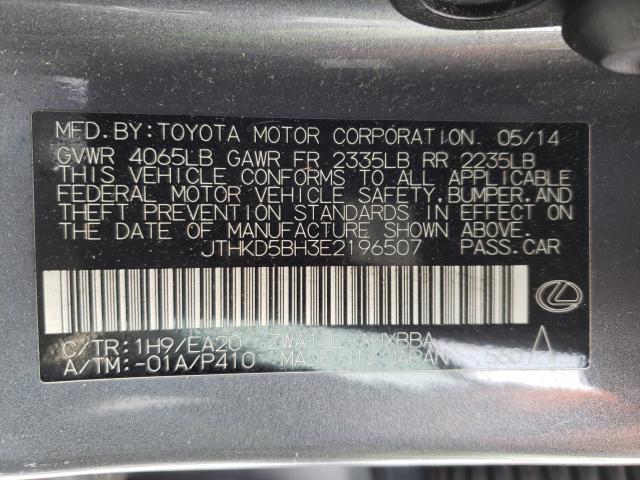 MFD.BY:TOYOTA MOTOR CORPORATION 05/14
GVWR 4065LB GAWR FR 2335LB RR 2235LB
THIS VEHICLE CONFORMS TO ALL APPLICABLE
FEDERAL MOTOR VEHICLE SAFETY,BUMPER,AND
THEFT PREVENTION STANDARDS IN EFFECT ON
THE DATE OF MANUFACTURE SHOWN ABOVE.
JTHKD5BH3E2196507 PASS.CAR
C/TR:1H9/EA20 ZWA10L-AHXBBA A
A/TM:-01A/P410 MADE IN JAPAN